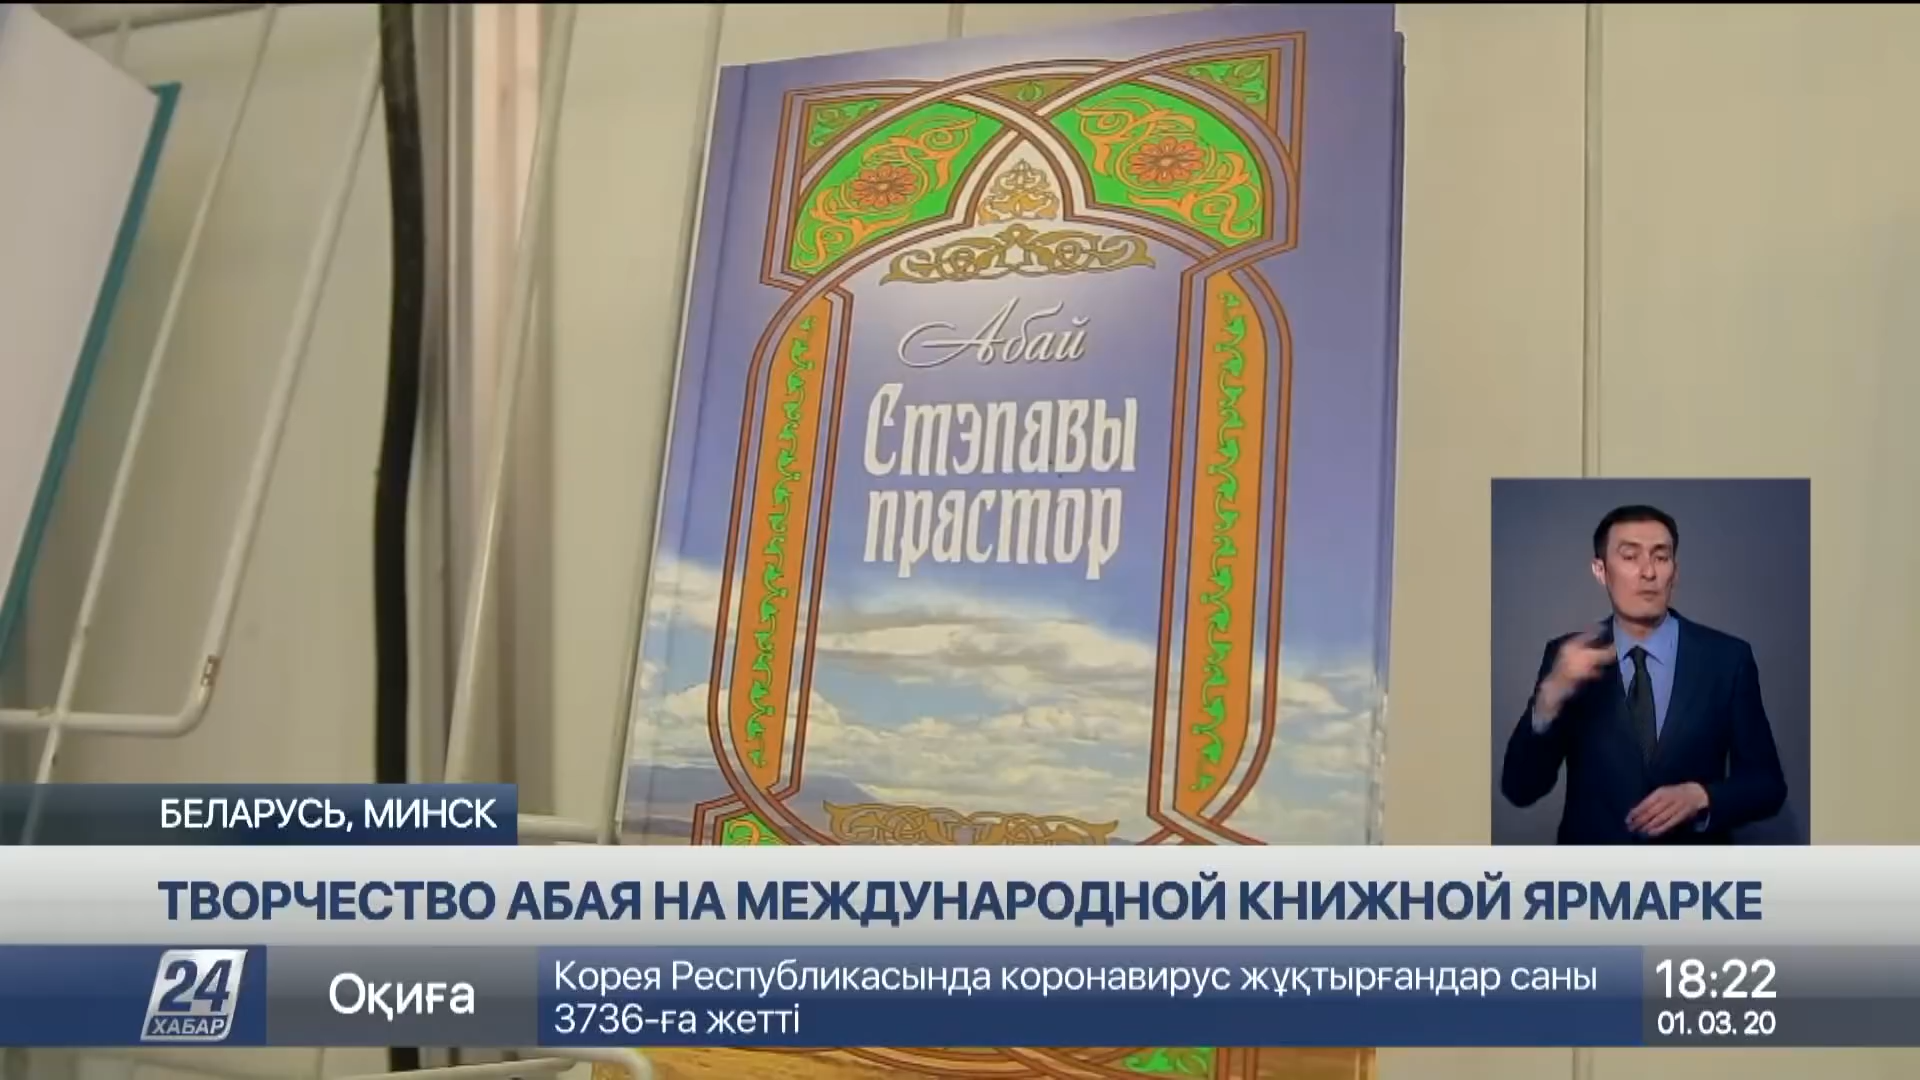 Абай
Стэпавы
прастор
БЕЛАРУСЬ, МИНСК
ТВОРЧЕСТВО АБАЯ НА МЕЖДУНАРОДНОЙ КНИЖНОЙ ЯРМАРКЕ
24
ХАБАР
Оқиға
Корея Республикасында коронавирус жұқтырғандар саны
3736-ға жетті
18:22
01. 03. 20